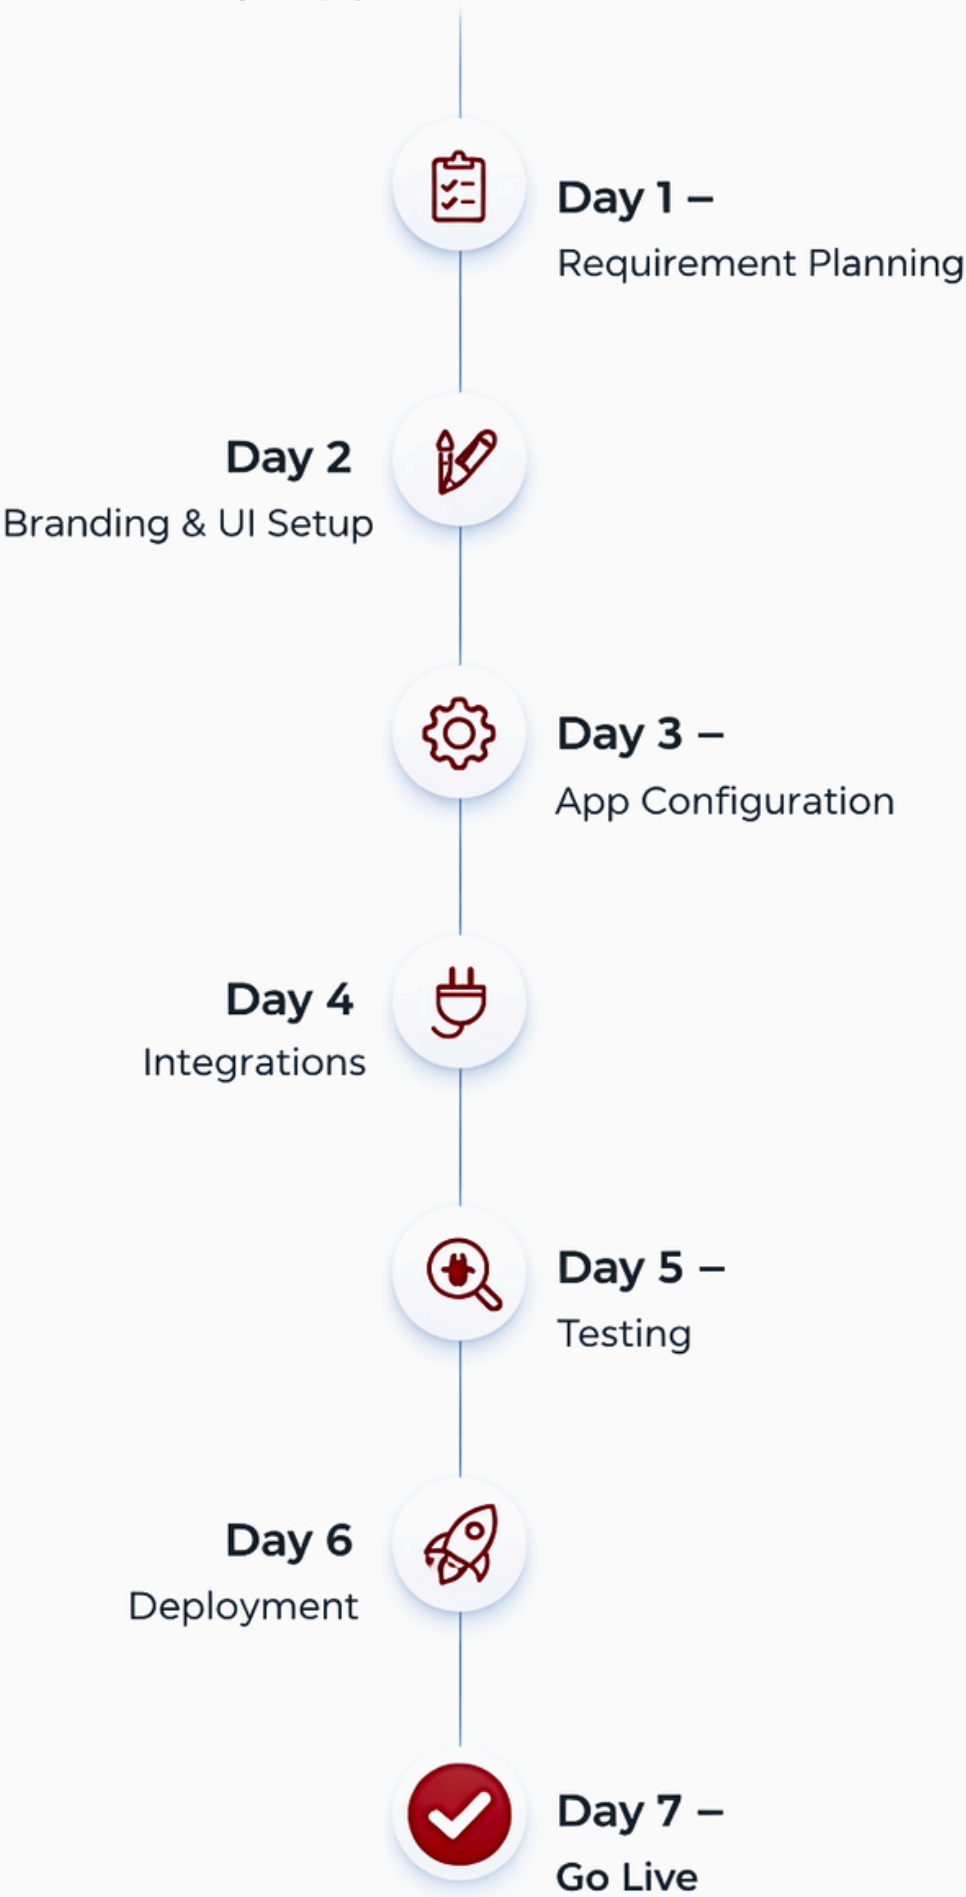 Day 1 –
Requirement Planning
Day 2
Branding & UI Setup
Day 3 –
App Configuration
Day 4
Integrations
Day 5 –
Testing
Day 6
Deployment
Day 7 –
Go Live